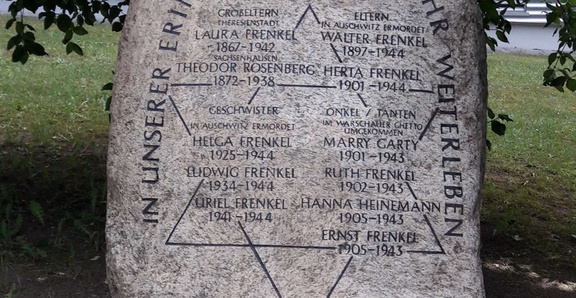 IN UNSERER
HR WEITERLEBEN
GROßELTERN
THERESIENSTADT
LAURA FRENKEL
1867-1942
SACHSENHAUSEN
THEODOR ROSENBERG
1872-1938
GESCHWISTER
IN AUSCHWITZ ERMORDET
HELGA FRENKEL
1925-1944
LUDWIG FRENKEL
1934-1944
URIEL FRENKEL
1941-1944
ELTERN
IN AUSCHWITZ ERMORDET
WALTER FRENKEL
1897-1944
HERTA FRENKEL
1901-1944
ONKEL / TANTEN
IM WARSCHAUER GHETTO
UMGEKOMMEN
MARRY CARTY
1901-1943
RUTH FRENKEL
1902-1943
HANNA HEINEMANN
1905-1943
ERNST FRENKEL
1905-1943